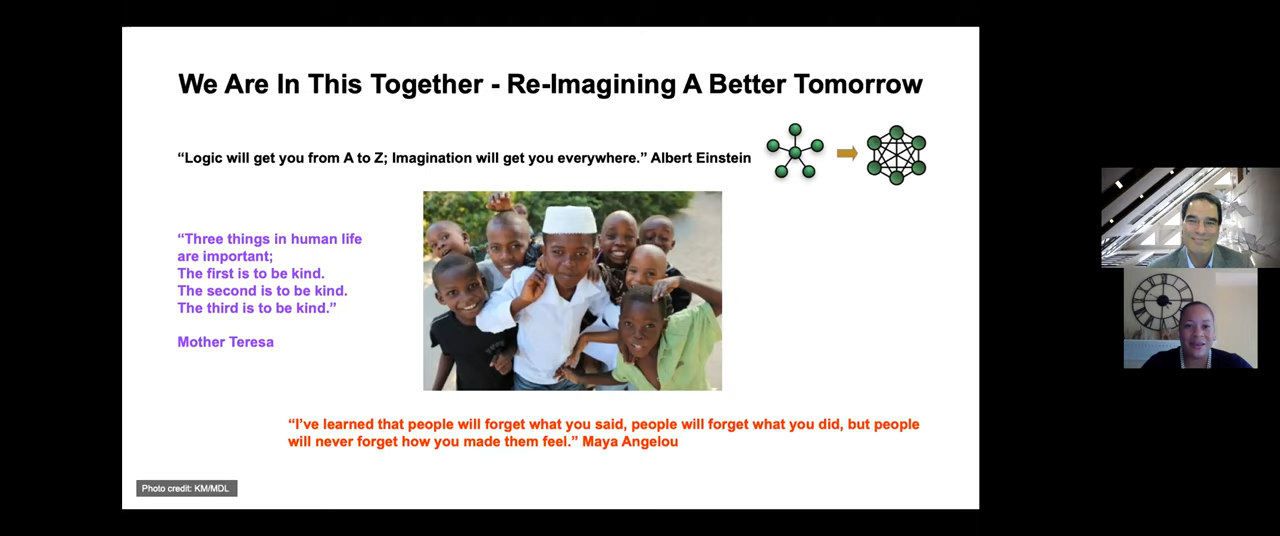 We Are In This Together - Re-Imagining A Better Tomorrow
“Logic will get you from A to Z; Imagination will get you everywhere.” Albert Einstein
“Three things in human life
are important;
The first is to be kind.
The second is to be kind.
The third is to be kind.”
Mother Teresa
“I’ve learned that people will forget what you said, people will forget what you did, but people
will never forget how you made them feel.” Maya Angelou
Photo credit: KM/MDL